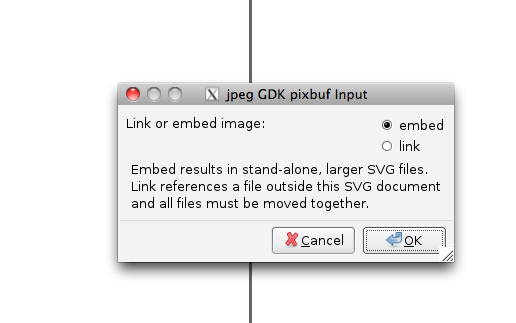 jpeg GDK pixbuf Input
Link or embed image:
embed
link
Embed results in stand-alone, larger SVG files.
Link references a file outside this SVG document
and all files must be moved together.
Cancel
OK